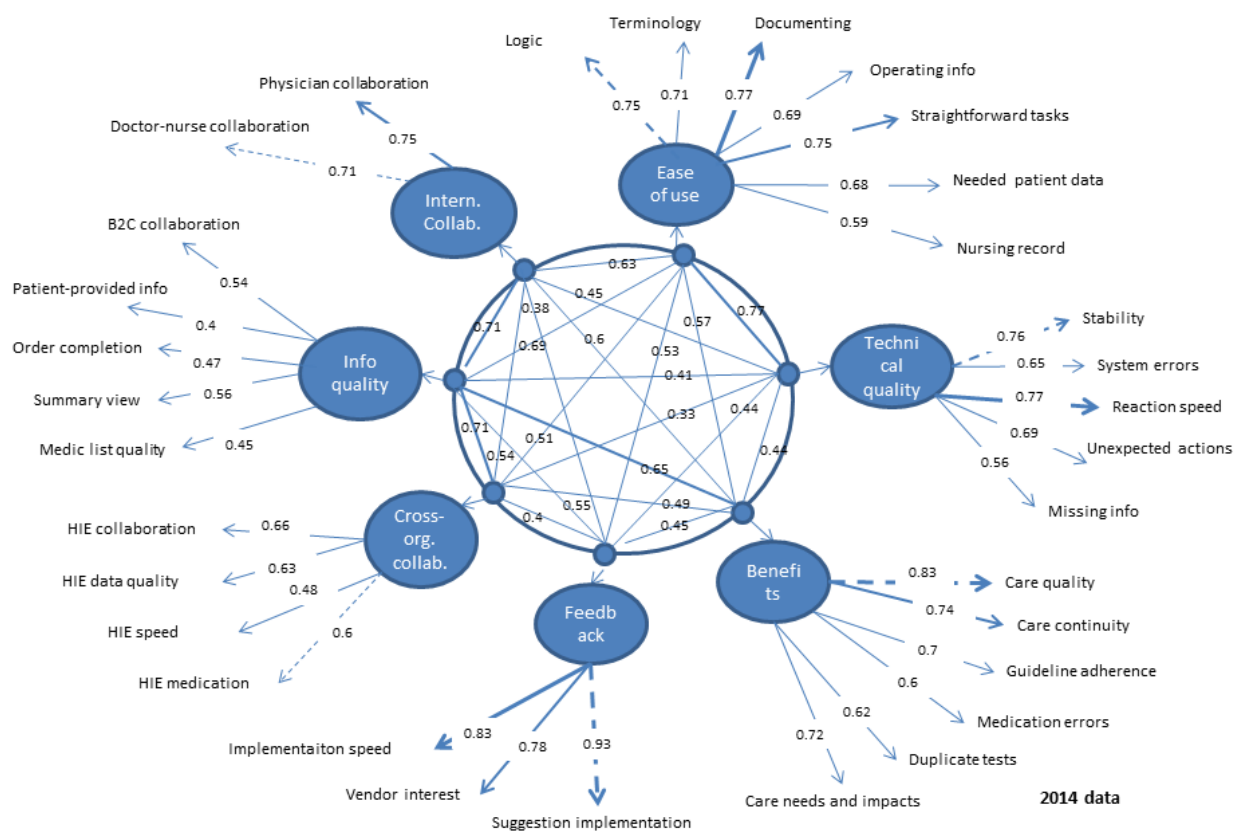 Terminology
Documenting
Logic
Operating info
Physician collaboration
0.75
0.71
0.77
0.69
Straightforward tasks
Doctor-nurse collaboration
0.75
0.75
0.71
Ease
of use
0.68
Needed patient data
Intern.
Collab.
0.59
Nursing record
B2C collaboration
0.54
0.63
Patient-provided info
0.4
0.38
0.45
0.77
Stability
0.71
0.6
0.57
0.76
Order completion
0.47
Info
quality
0.69
0.53
0.41
Techni
cal
quality
0.65
System errors
Summary view
0.56
0.77
Reaction speed
0.33
0.44
0.69
Unexpected actions
Medic list quality
0.45
0.71
0.51
0.54
0.65
0.44
0.56
Missing info
HIE collaboration
0.66
0.55
0.49
0.4
0.45
Cross-
org.
collab.
HIE data quality
0.63
0.48
Benefi
ts
0.83
Care quality
0.74
Care continuity
HIE speed
0.6
Feedb
ack
0.7
Guideline adherence
HIE medication
0.6
Medication errors
0.62
0.72
Implementaiton speed
0.83
0.78
0.93
Duplicate tests
Vendor interest
Care needs and impacts
2014 data
Suggestion implementation